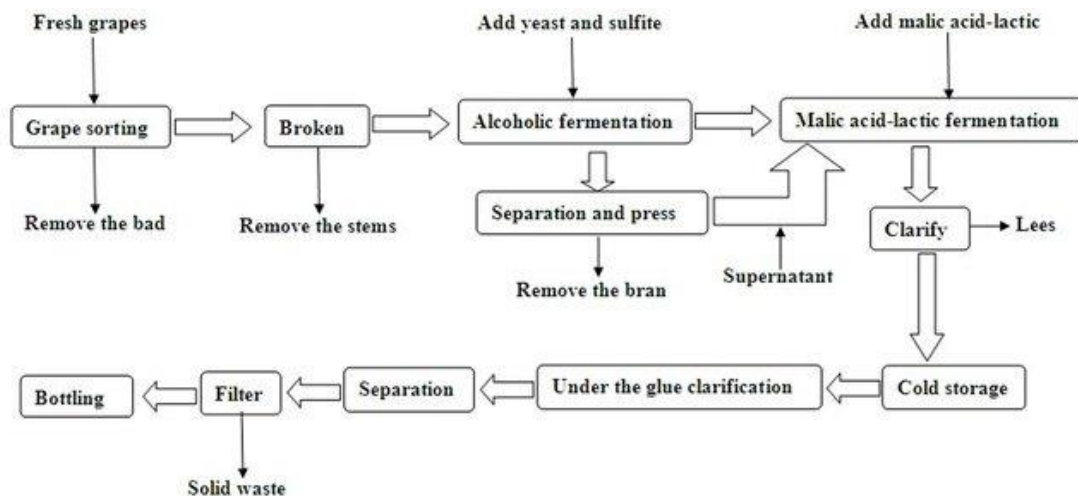 Fresh grapes
Add yeast and sulfite
Add malic acid-lactic
Grape sorting
Broken
Alcoholic fermentation
Malic acid-lactic fermentation
Remove the bad
Remove the stems
Separation and press
Clarify
Lees
Supernatant
Remove the bran
Bottling
Filter
Separation
Under the glue clarification
Cold storage
Solid waste